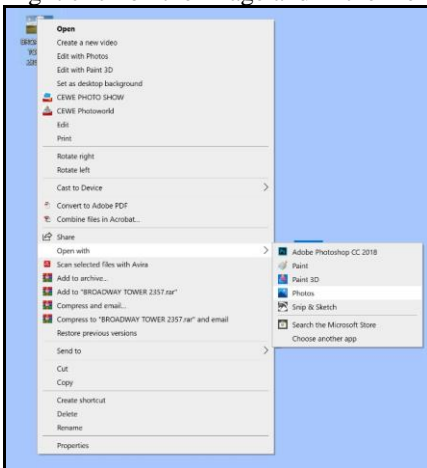 Open
Create a new video
Edit with Photos
Edit with Paint 3D
Set as desktop background
CEWE PHOTO SHOW
CEWE Photoworld
Edit
Print
Rotate right
Rotate left
Cast to Device
Convert to Adobe PDF
Combine files in Acrobat...
Share
Open with
Scan selected files with Avira
Add to archive...
Add to "BROADWAY TOWER 2357.rar"
Compress and email...
Compress to "BROADWAY TOWER 2357.rar" and email
Restore previous versions
Send to
Cut
Copy
Create shortcut
Delete
Rename
Properties
Adobe Photoshop CC 2018
Paint
Paint 3D
Photos
Snip & Sketch
Search the Microsoft Store
Choose another app